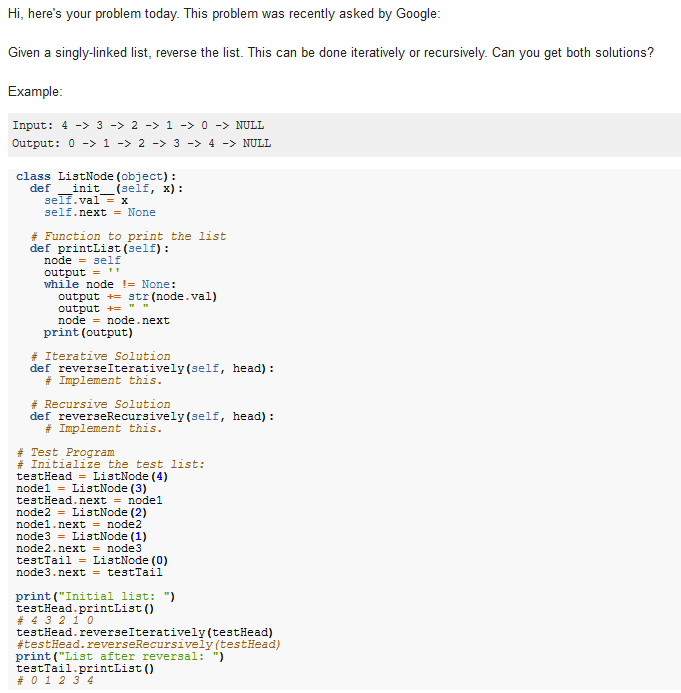 Hi, here's your problem today. This problem was recently asked by Google:
Given a singly-linked list, reverse the list. This can be done iteratively or recursively. Can you get both solutions?
Example:
Input: 4 -> 3 -> 2 -> 1 -> 0 -> NULL
Output: 0 -> 1 -> 2 -> 3 -> 4 -> NULL
class ListNode(object):
  def __init__(self, x):
    self.val = x
    self.next = None

  # Function to print the list
  def printList(self):
    node = self
    output = ''
    while node != None:
      output += str(node.val)
      output += " "
      node = node.next
    print(output)

  # Iterative Solution
  def reverseIteratively(self, head):
    # Implement this.

  # Recursive Solution
  def reverseRecursively(self, head):
    # Implement this.

# Test Program
# Initialize the test list:
testHead = ListNode(4)
node1 = ListNode(3)
testHead.next = node1
node2 = ListNode(2)
node1.next = node2
node3 = ListNode(1)
node2.next = node3
testTail = ListNode(0)
node3.next = testTail

print("Initial list: ")
testHead.printList()
# 4 3 2 1 0
testHead.reverseIteratively(testHead)
#testHead.reverseRecursively(testHead)
print("List after reversal: ")
testTail.printList()
# 0 1 2 3 4